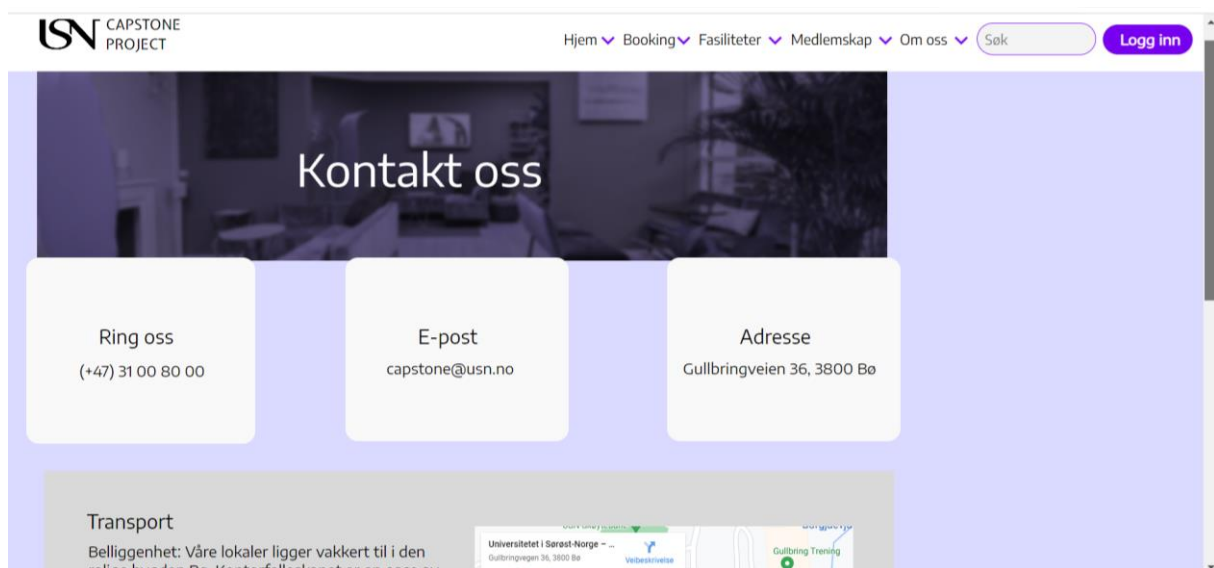 USN CAPSTONE
PROJECT
Hjem Booking Fasiliteter Medlemskap Om oss Søk Logg inn
Kontakt oss
Ring oss
(+47) 31 00 80 00
E-post
capstone@usn.no
Adresse
Gullbringveien 36, 3800 Bø
Transport
Belliggenhet: Våre lokaler ligger vakkert til i den
Universitetet i Sørøst-Norge – ...
Gullbringvegen 36, 3800 Bø
Veibeskrivelse
Gullbring Trening